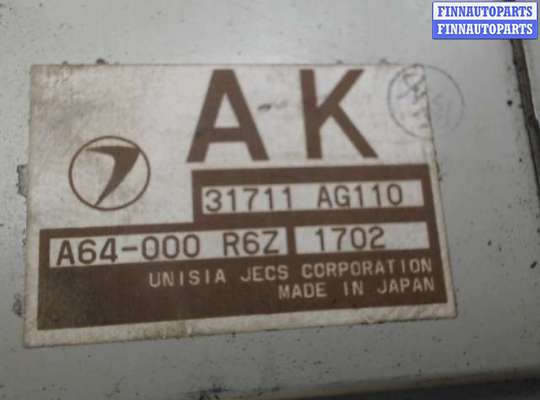 FINNAUTOPARTS
FINNAUTOPARTS
AK
31711 AG110
A64-000 R6Z 1702
UNISIA JECS CORPORATION
MADE IN JAPAN